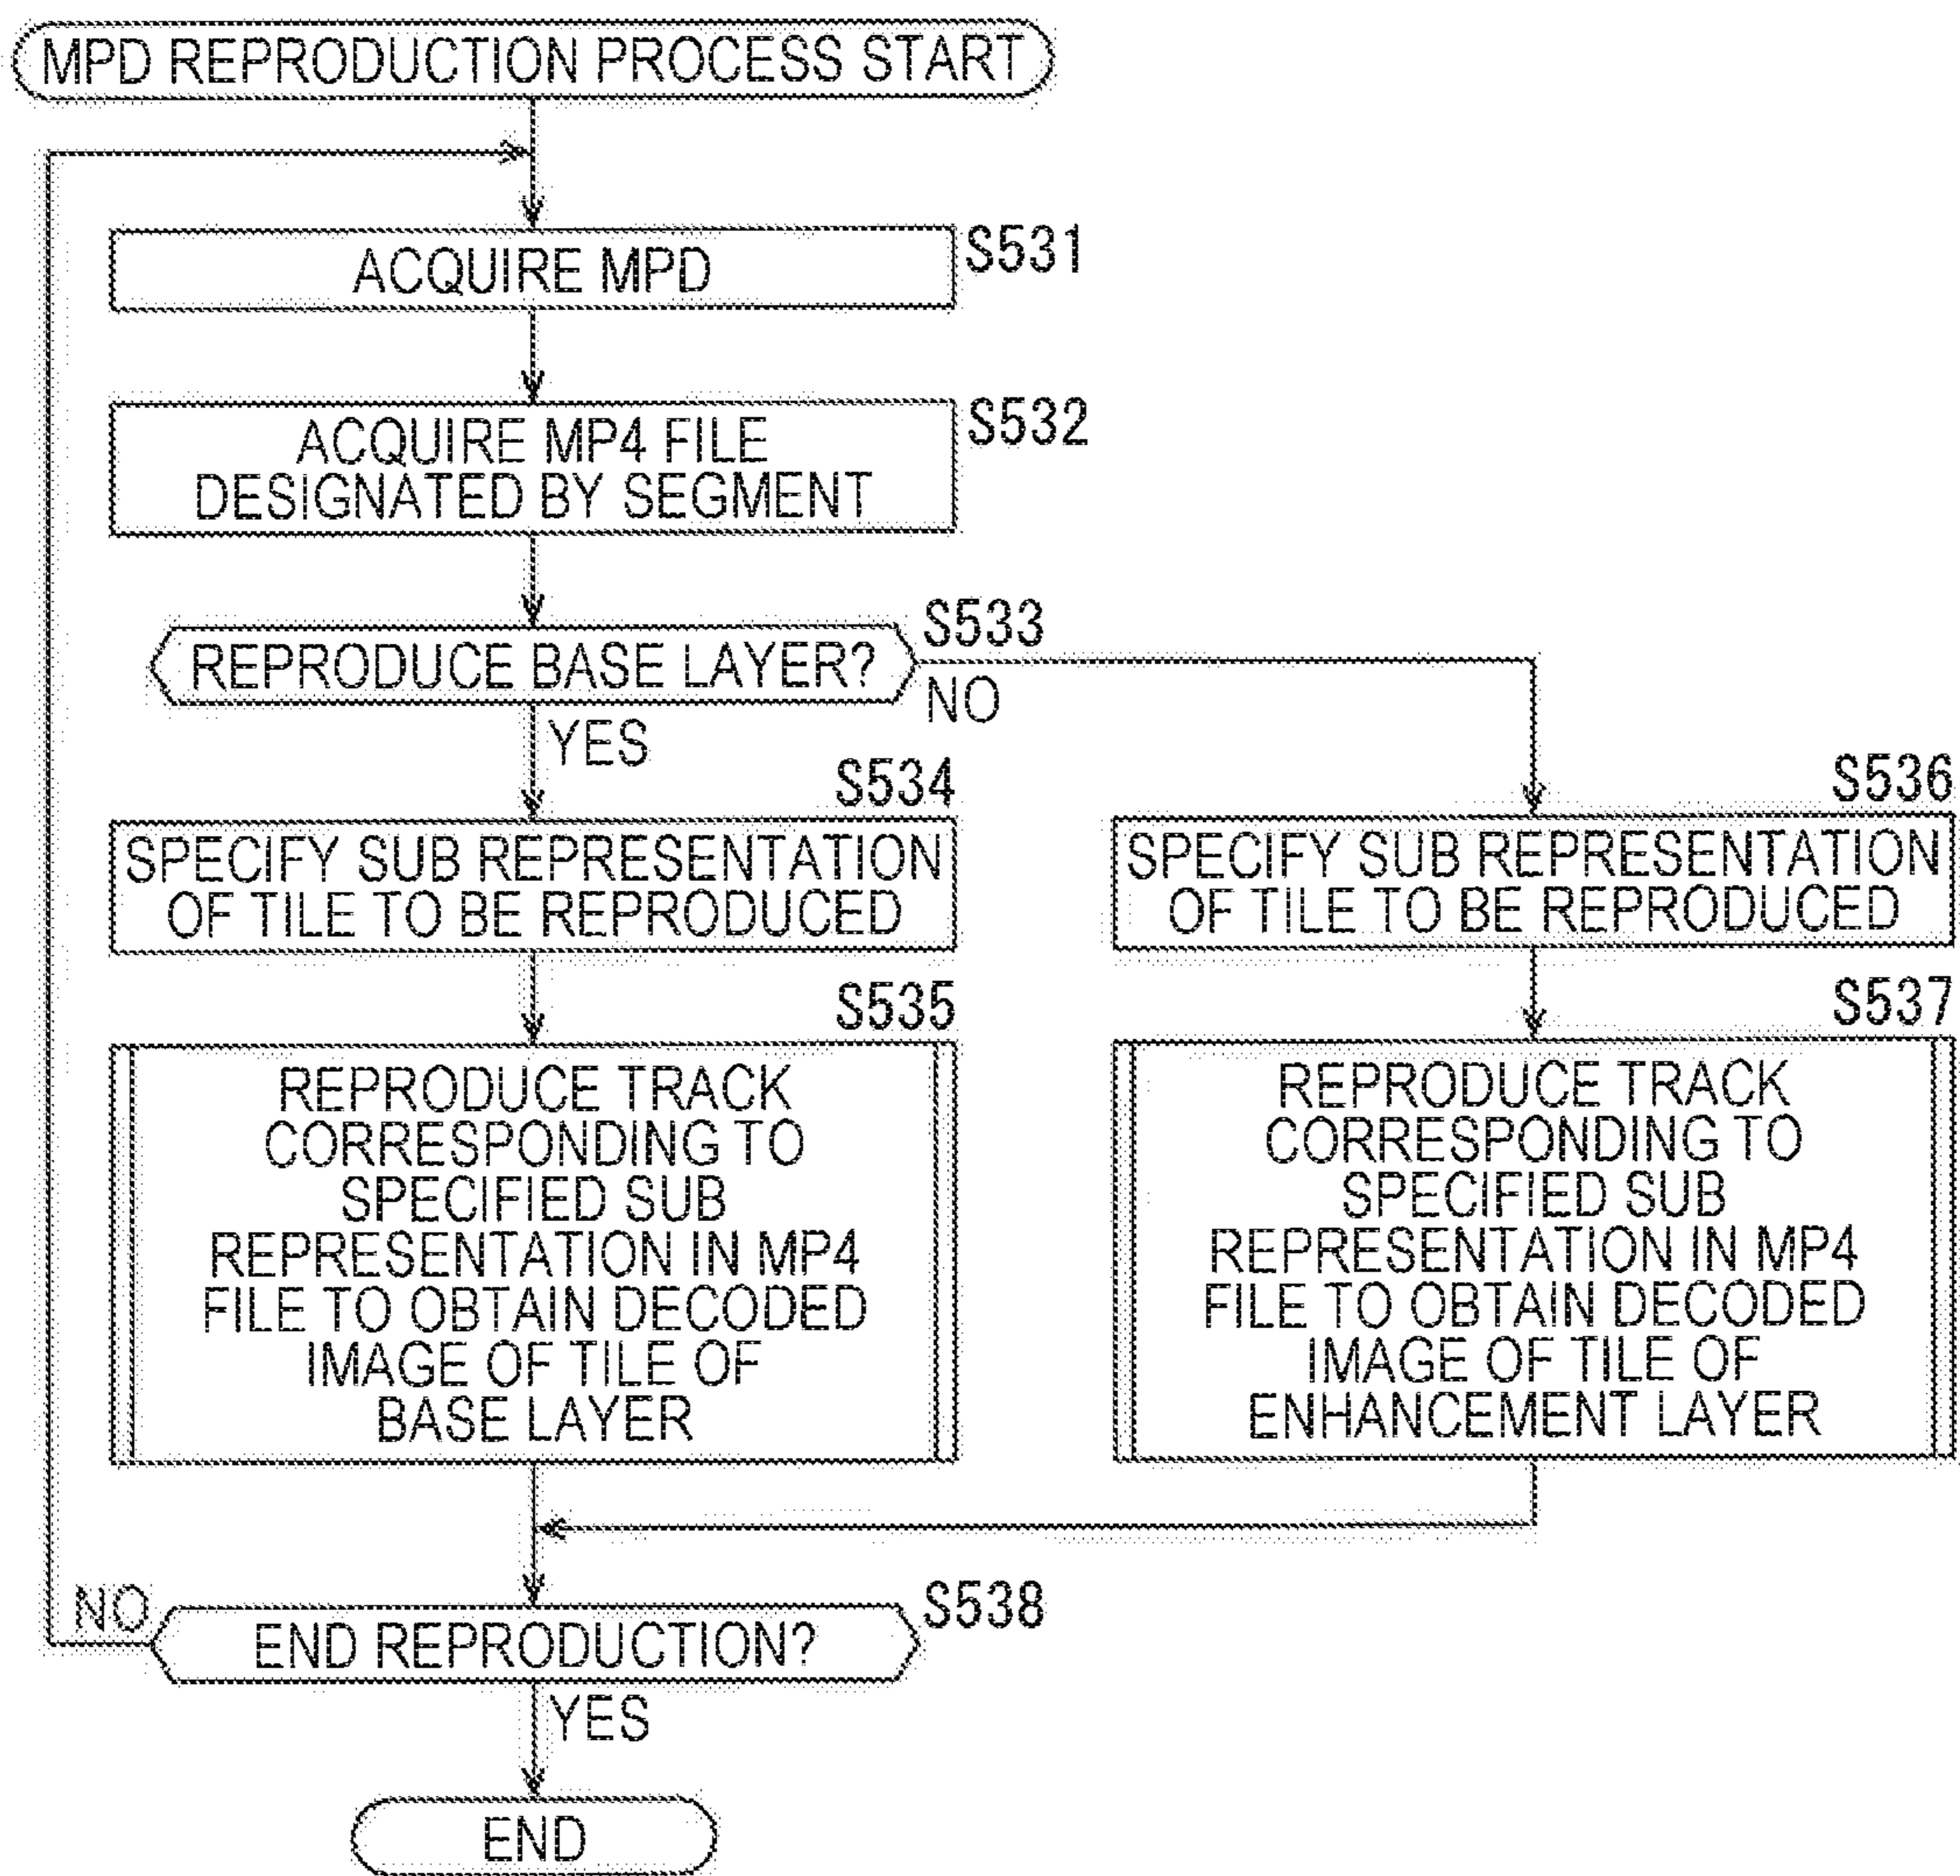 MPD REPRODUCTION PROCESS START
ACQUIRE MPD
S531
ACQUIRE MP4 FILE
DESIGNATED BY SEGMENT
S532
REPRODUCE BASE LAYER?
S533
NO
YES
S534
SPECIFY SUB REPRESENTATION
OF TILE TO BE REPRODUCED
S536
SPECIFY SUB REPRESENTATION
OF TILE TO BE REPRODUCED
S535
REPRODUCE TRACK
CORRESPONDING TO
SPECIFIED SUB
REPRESENTATION IN MP4
FILE TO OBTAIN DECODED
IMAGE OF TILE OF
BASE LAYER
S537
REPRODUCE TRACK
CORRESPONDING TO
SPECIFIED SUB
REPRESENTATION IN MP4
FILE TO OBTAIN DECODED
IMAGE OF TILE OF
ENHANCEMENT LAYER
NO
END REPRODUCTION?
S538
YES
END